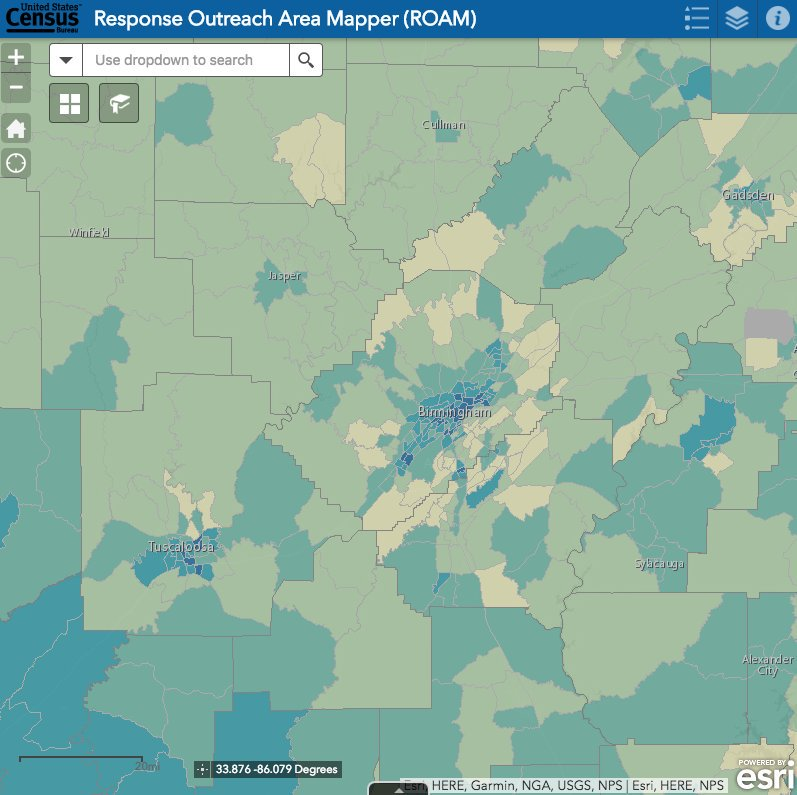 United States™
Census
Bureau
Response Outreach Area Mapper (ROAM)
Use dropdown to search
Cullman
Gadsden
Winfield
Jasper
Birmingham
Tuscaloosa
Sylacauga
Alexander
City
20mi
33.876 -86.079 Degrees
Esri, HERE, Garmin, NGA, USGS, NPS | Esri, HERE, NPS
POWERED BY
esri